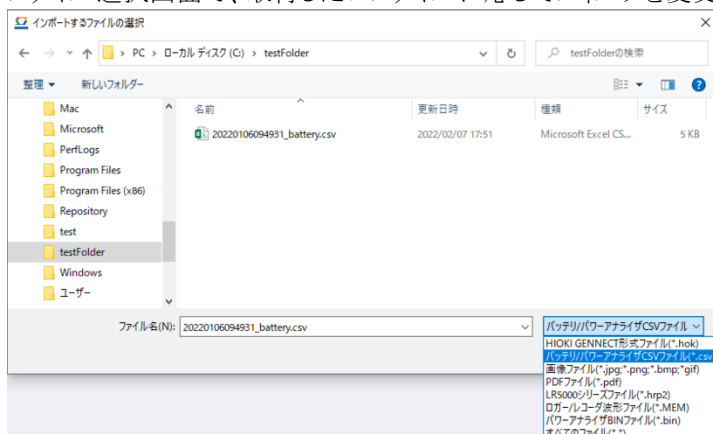 インポートするファイルの選択
PC > ローカル ディスク (C:) > testFolder
testFolderの検索
整理 新しいフォルダー
名前 更新日時 種類 サイズ
20220106094931_battery.csv 2022/02/07 17:51 Microsoft Excel CS... 5 KB
Mac
Microsoft
PerfLogs
Program Files
Program Files (x86)
Repository
test
testFolder
Windows
ユーザー
ファイル名(N): 20220106094931_battery.csv
バッテリ/パワーアナライザCSVファイル
HIOKI GENNECT形式ファイル(*.hok)
バッテリ/パワーアナライザCSVファイル(*.csv
画像ファイル(*.jpg;*.png;*.bmp;*gif)
PDFファイル(*.pdf)
LR5000シリーズファイル(*.hrp2)
ロガー/レコーダ波形ファイル(*.MEM)
パワーアナライザBINファイル(*.bin)
すべてのファイル(*.*)